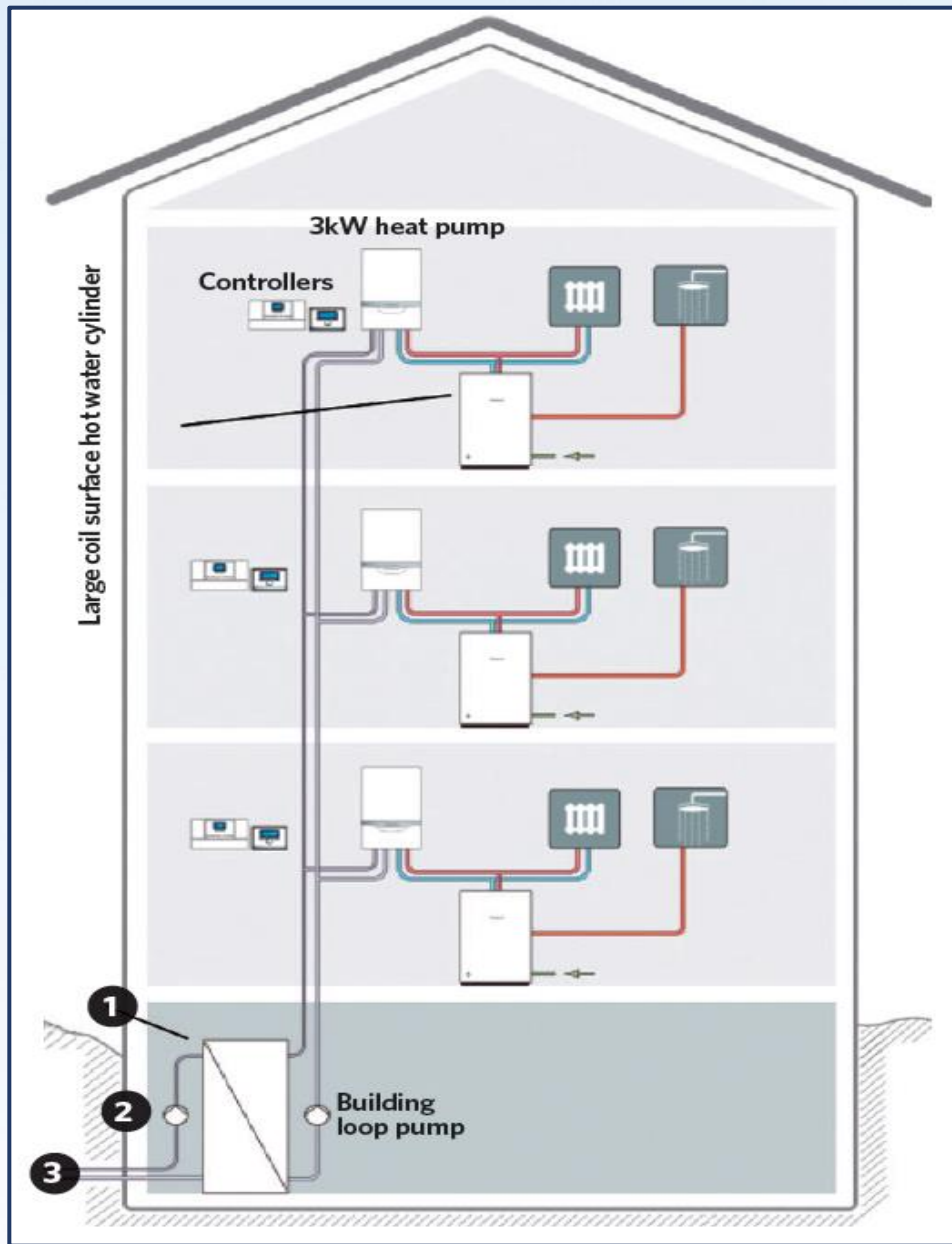 3kW heat pump
Controllers
Large coil surface hot water cylinder
1
2
Building
loop pump
3